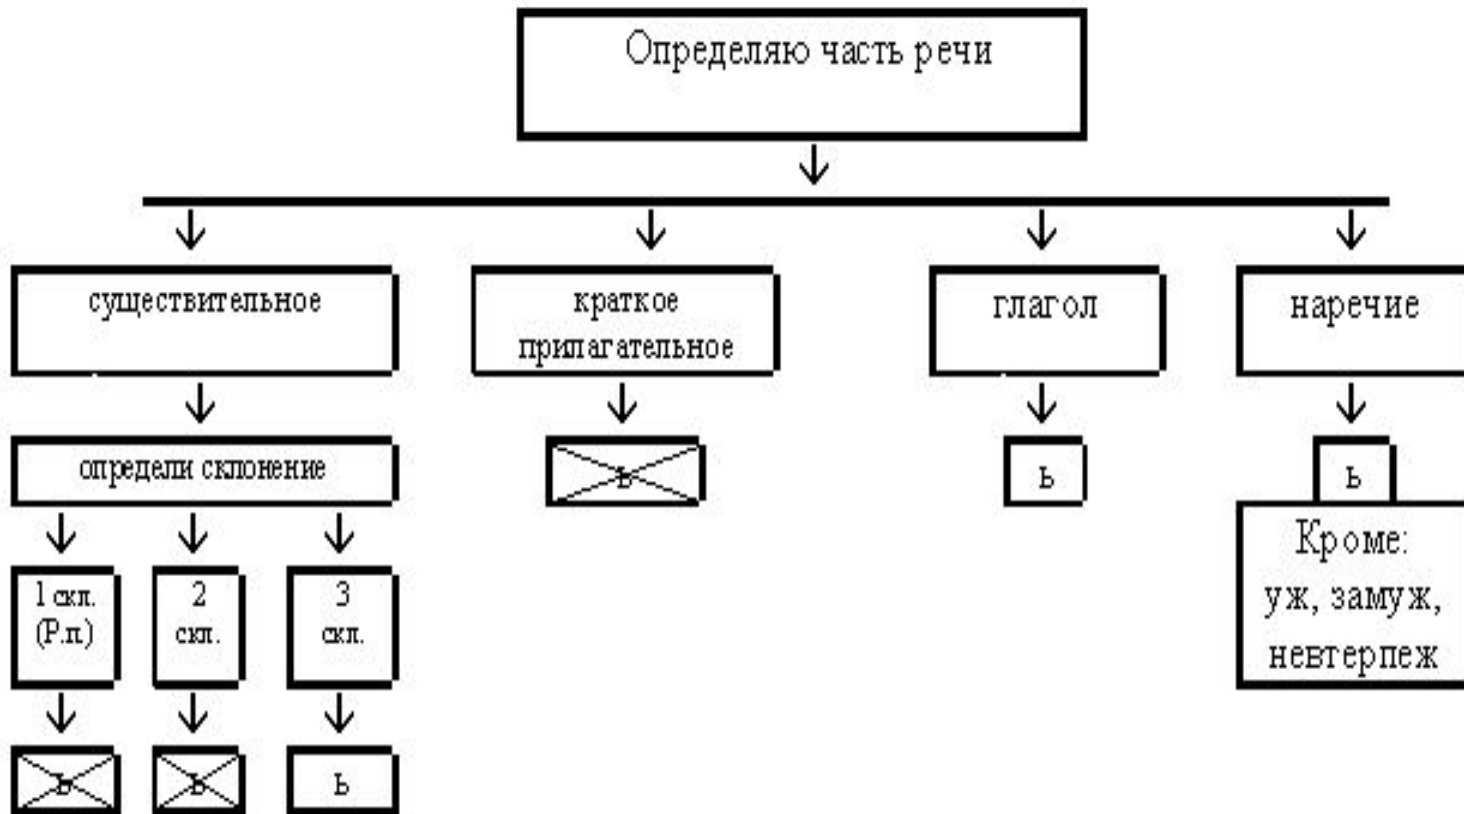 Определяю часть речи
существительное
краткое
прилагательное
глагол
наречие
определи склонение
ь
ь
ь
Кроме:
уж, замуж,
невтерпеж
1 скл.
(Р.п.)
2
скл.
3
скл.
ь
ь
ь